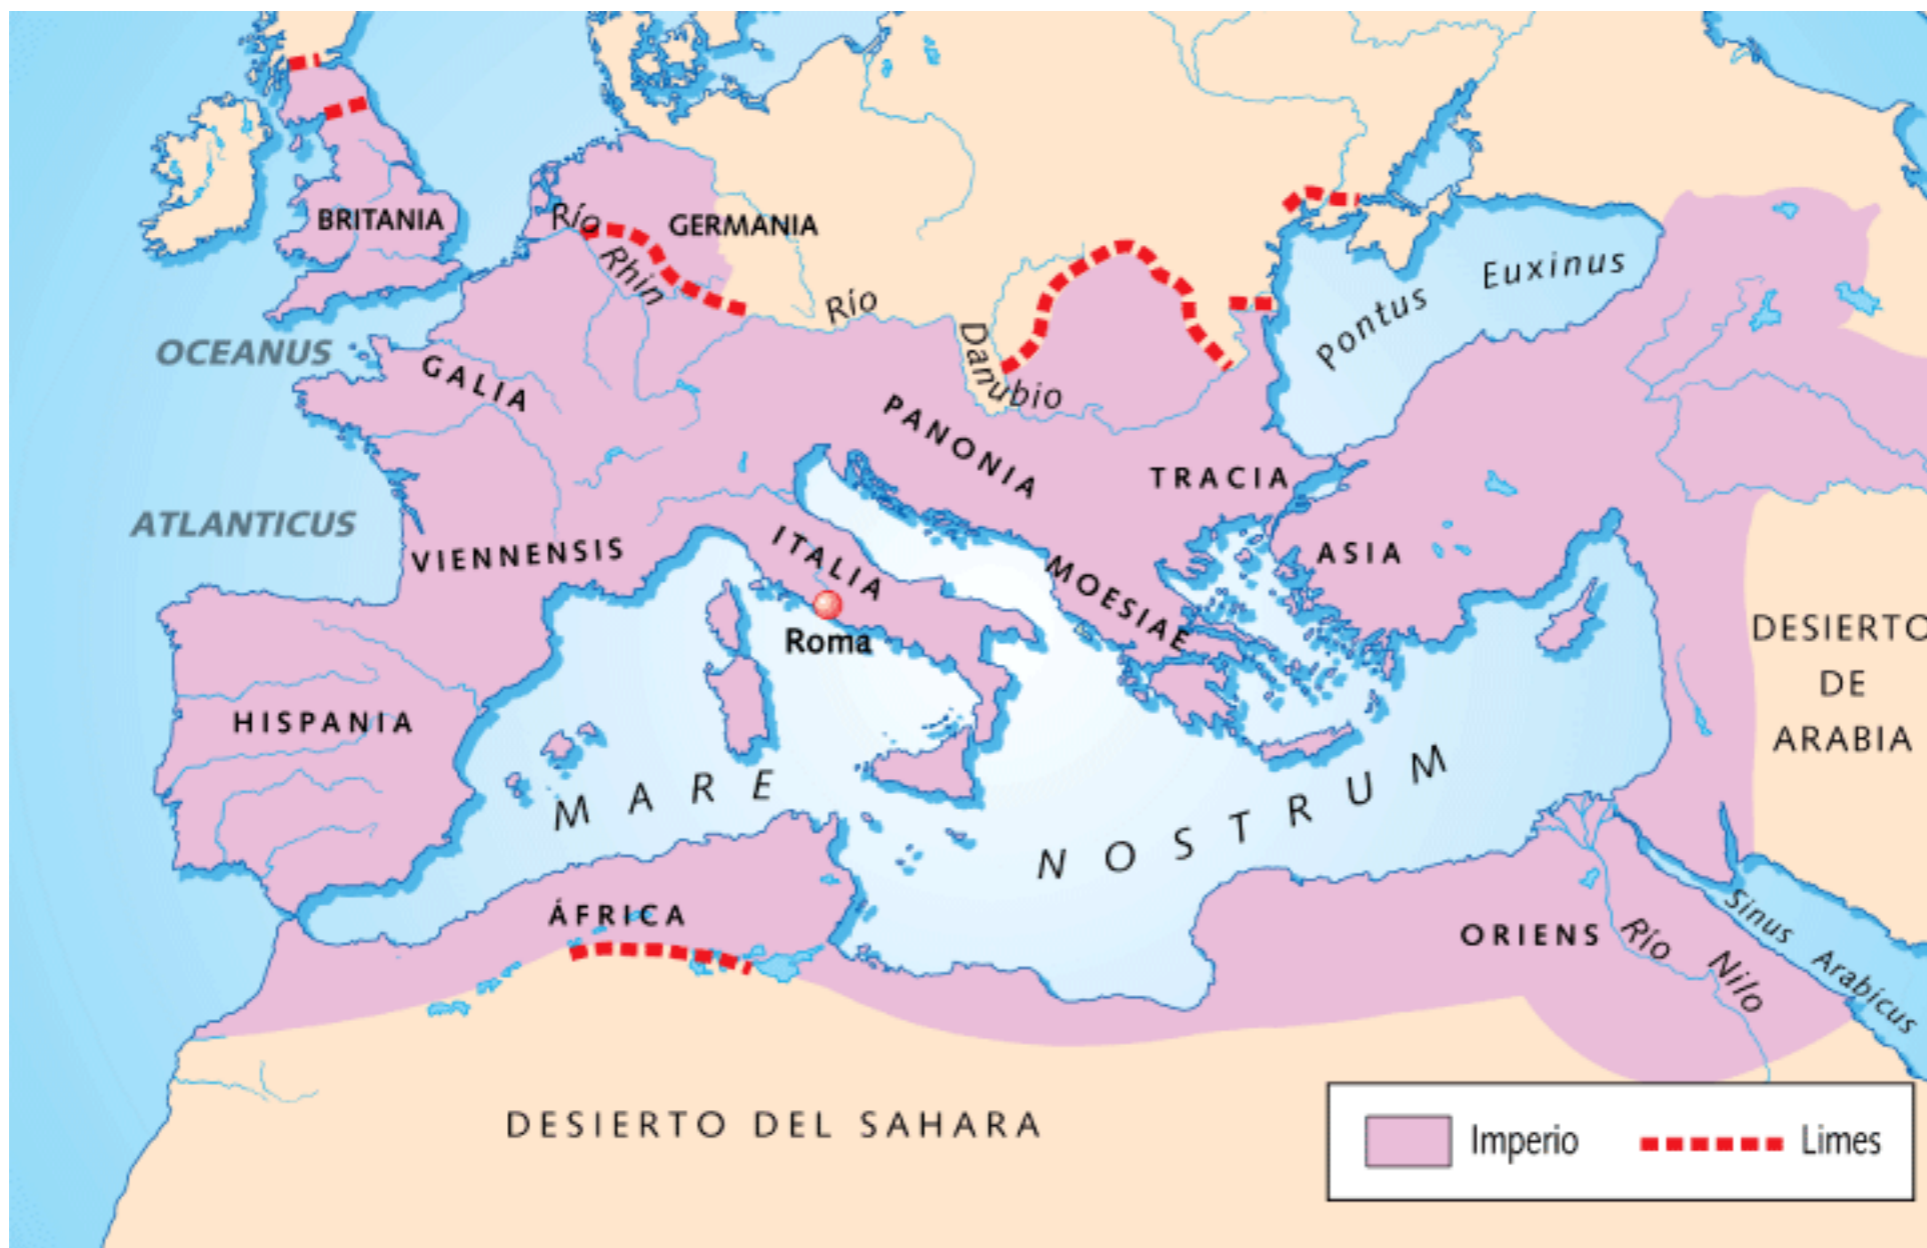 BRITANIA
Río
Rhin
GERMANIA
Río
Danubio
Pontus
Euxinus
OCEANUS
ATLANTICUS
GALIA
PANONIA
TRACIA
VIENNENSIS
ITALIA
MOESIAE
ASIA
Roma
DESIERTO
DE
ARABIA
HISPANIA
MARE
NOSTRUM
ÁFRICA
ORIENS
Río
Nilo
Sinus
Arabicus
DESIERTO DEL SAHARA
Imperio
Limes